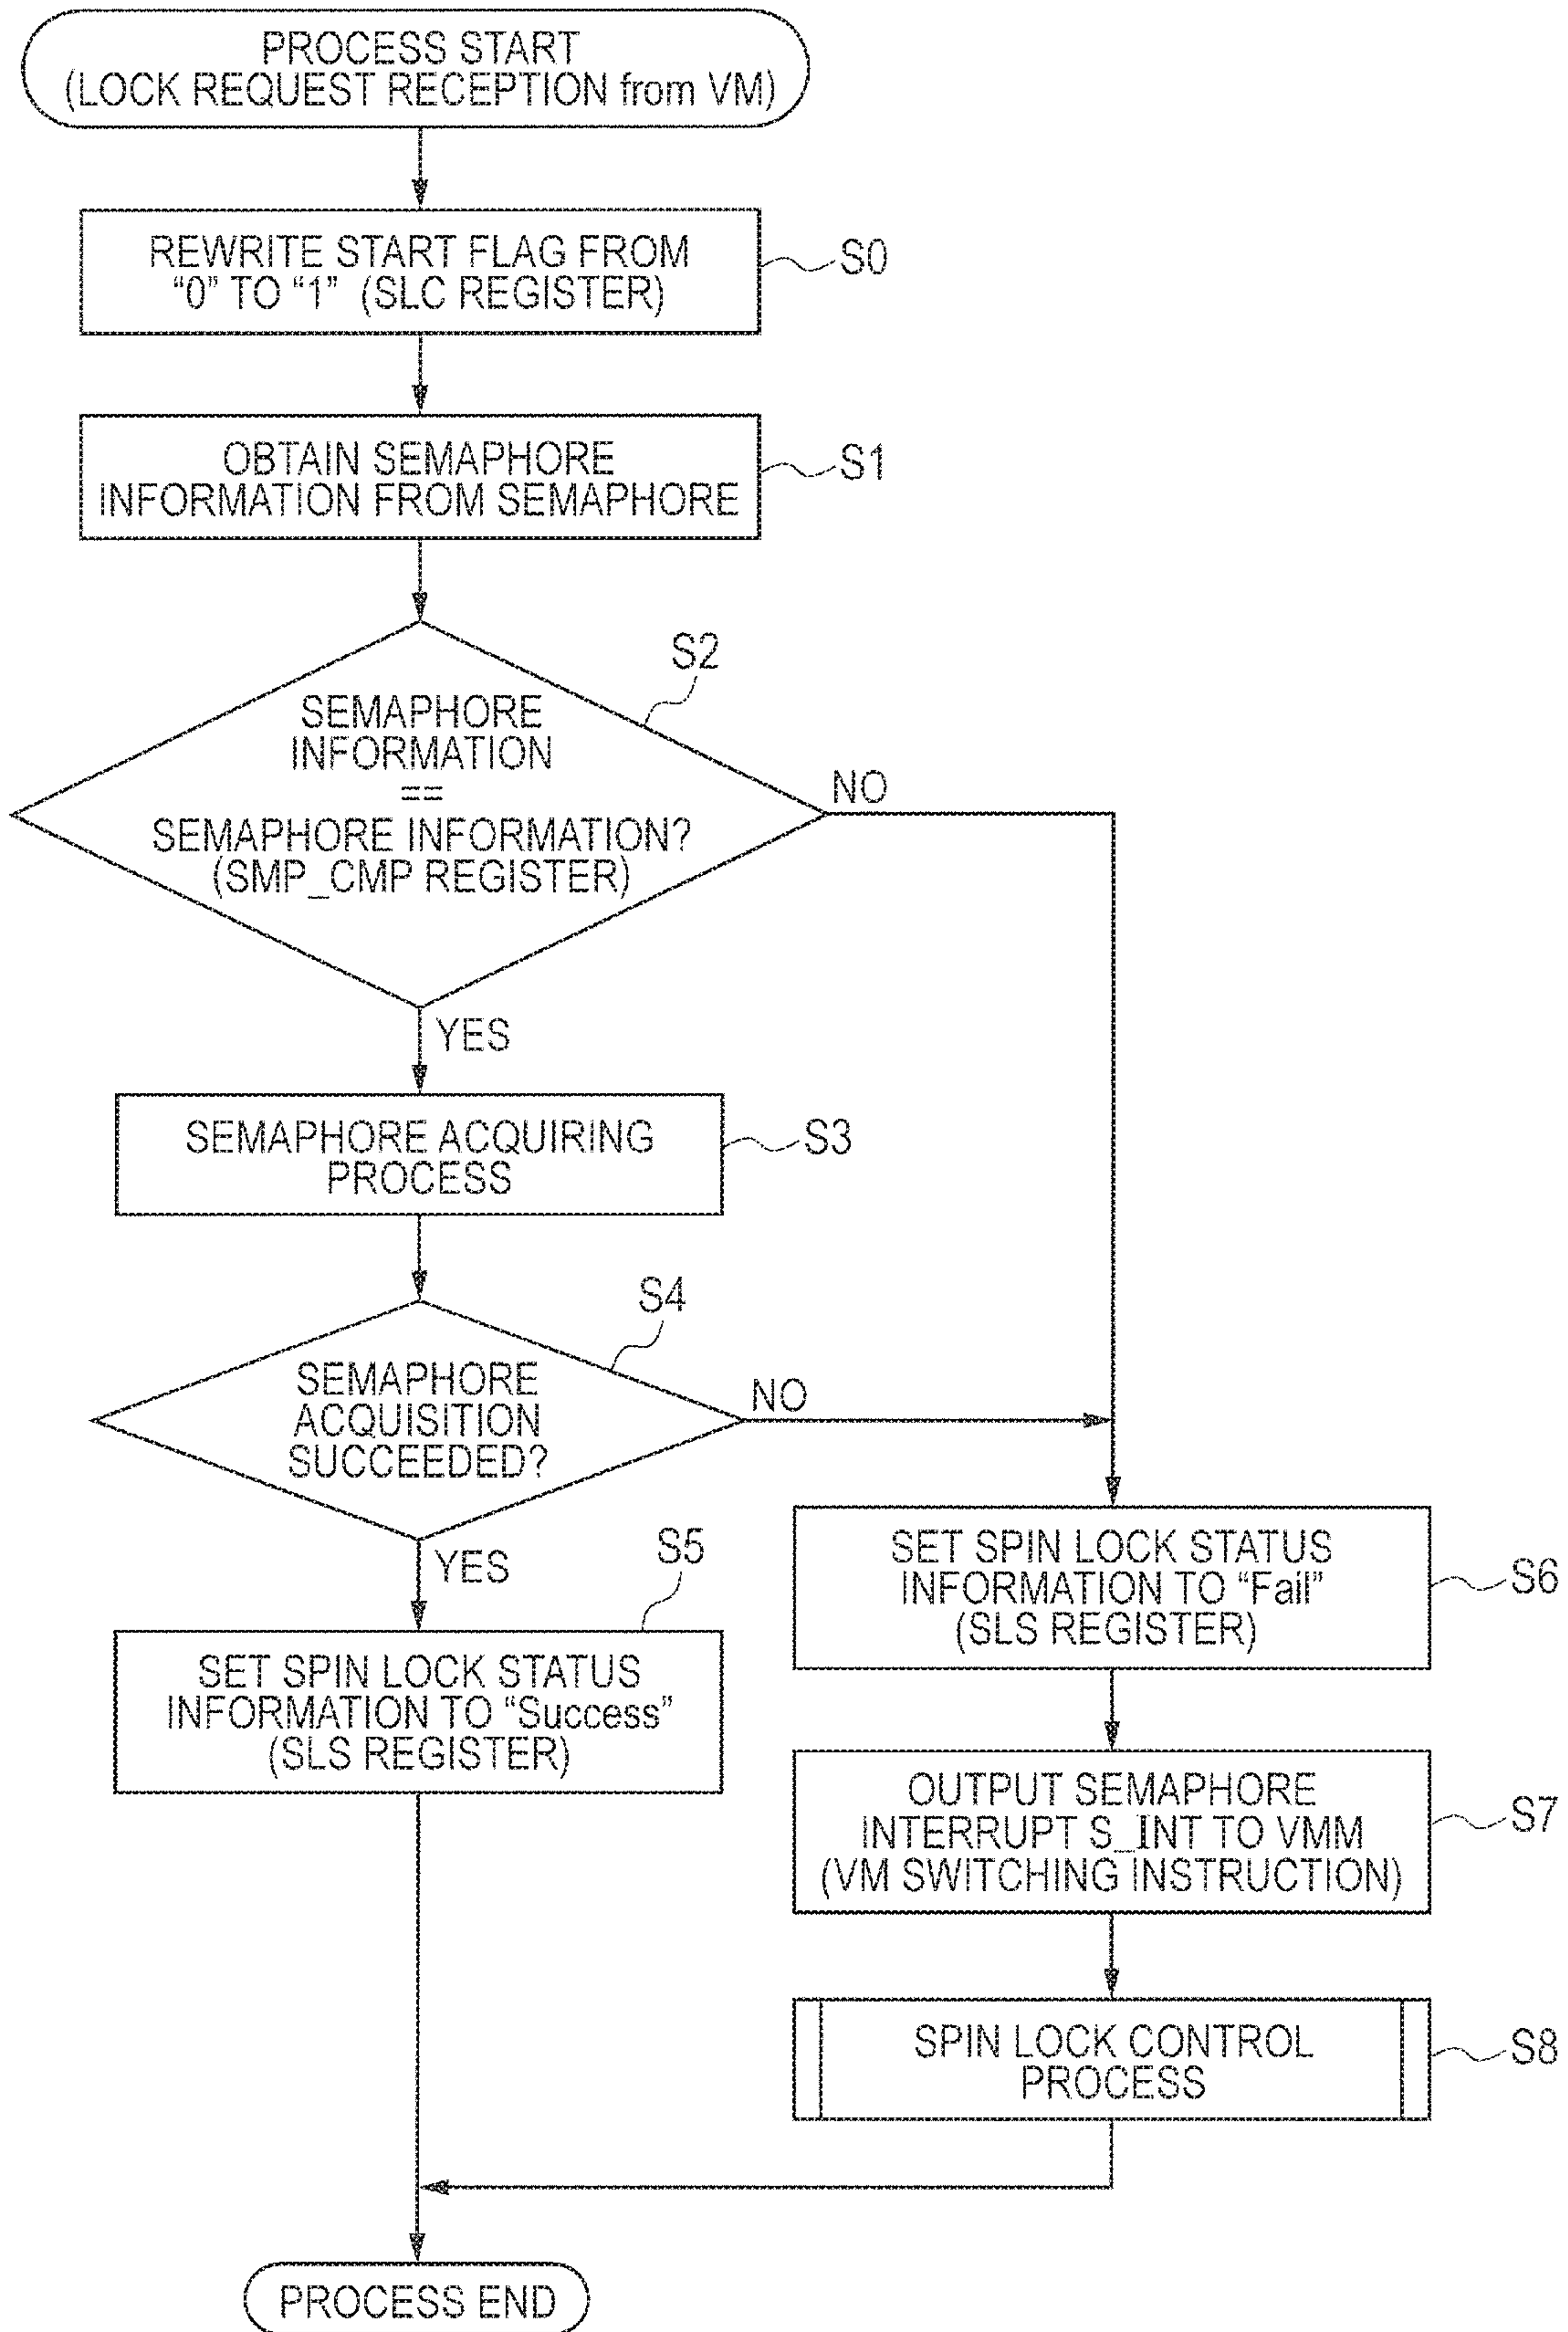 PROCESS START
(LOCK REQUEST RECEPTION from VM)
REWRITE START FLAG FROM
“0” TO “1” (SLC REGISTER)
S0
OBTAIN SEMAPHORE
INFORMATION FROM SEMAPHORE
S1
S2
SEMAPHORE
INFORMATION
==
SEMAPHORE INFORMATION?
(SMP_CMP REGISTER)
NO
YES
SEMAPHORE ACQUIRING
PROCESS
S3
S4
SEMAPHORE
ACQUISITION
SUCCEEDED?
NO
YES
S5
SET SPIN LOCK STATUS
INFORMATION TO “Success”
(SLS REGISTER)
SET SPIN LOCK STATUS
INFORMATION TO “Fail”
(SLS REGISTER)
S6
OUTPUT SEMAPHORE
INTERRUPT S_INT TO VMM
(VM SWITCHING INSTRUCTION)
S7
SPIN LOCK CONTROL
PROCESS
S8
PROCESS END